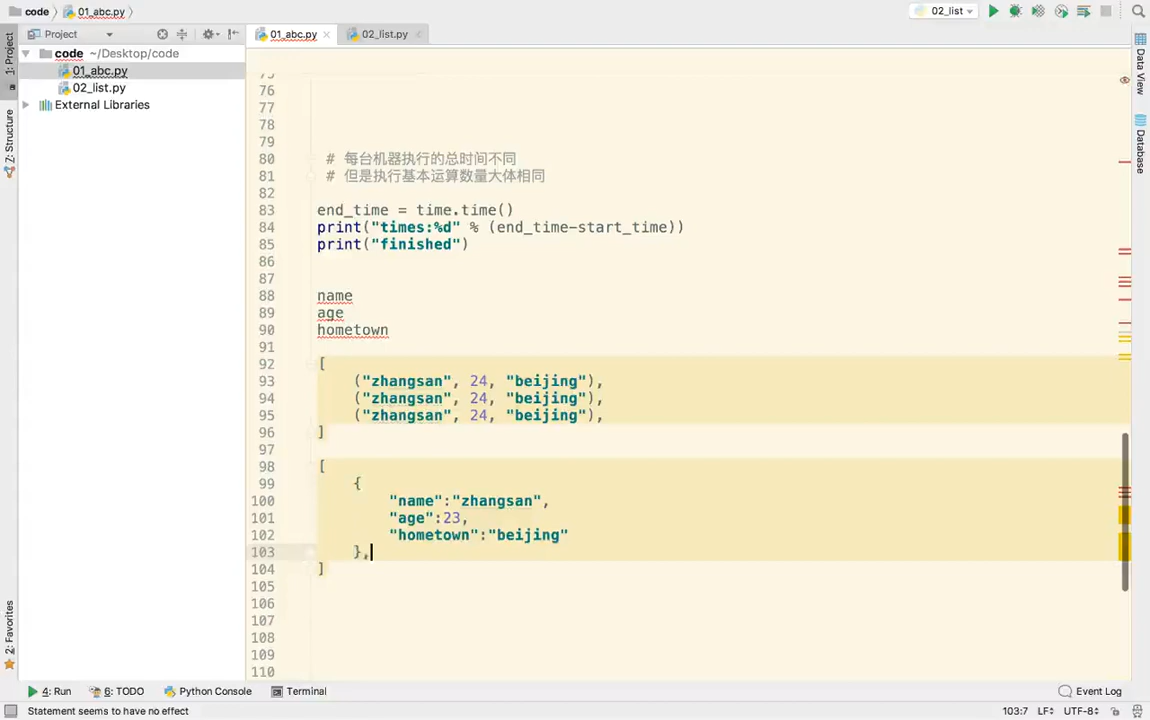 code 01_abc.py 02_list
Project 01_abc.py 02_list.py
code ~/Desktop/code
01_abc.py
02_list.py
External Libraries
1: Project
Z: Structure
2: Favorites
Data View
Database
75
76
77
78
79
80 # 每台机器执行的总时间不同
81 # 但是执行基本运算数量大体相同
82
83 end_time = time.time()
84 print("times:%d" % (end_time-start_time))
85 print("finished")
86
87
88 name
89 age
90 hometown
91
92 [
93 ("zhangsan", 24, "beijing"),
94 ("zhangsan", 24, "beijing"),
95 ("zhangsan", 24, "beijing"),
96 ]
97
98 [
99 {
100 "name":"zhangsan",
101 "age":23,
102 "hometown":"beijing"
103 },
104 ]
105
106
107
108
109
110
4: Run 6: TODO Python Console Terminal Event Log
Statement seems to have no effect 103:7 LF UTF-8